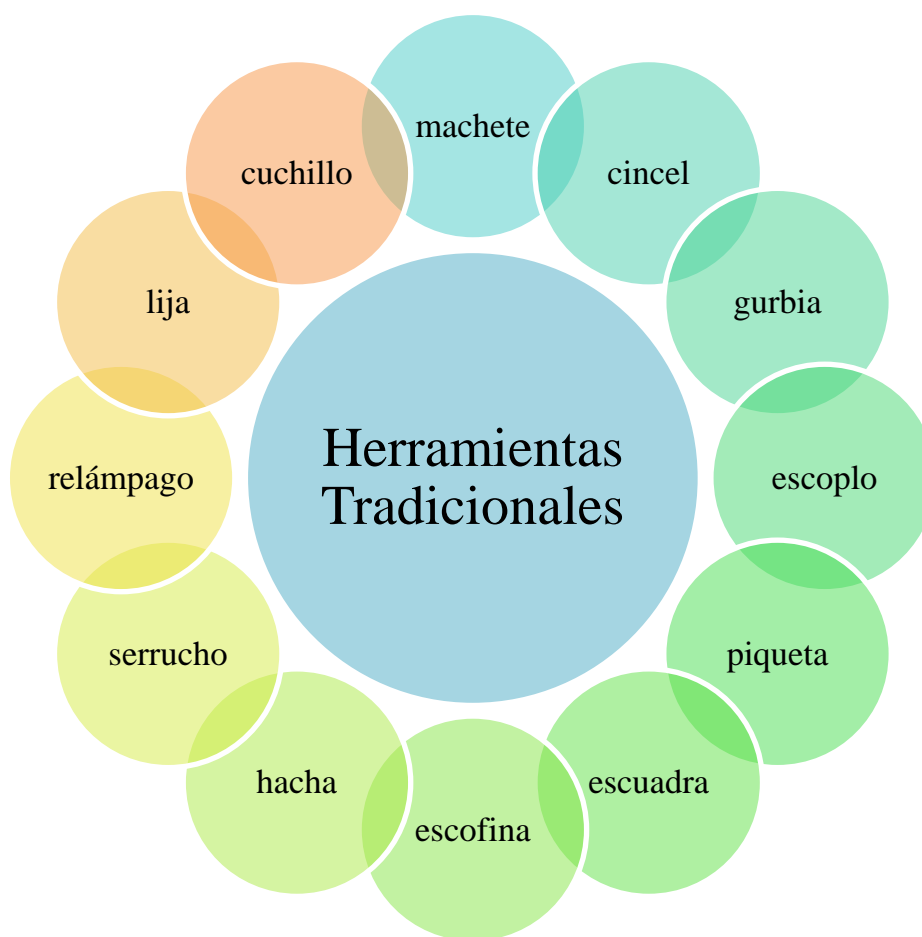 machete
cincel
gurbia
escoplo
piqueta
escuadra
escofina
hacha
serrucho
relámpago
lija
cuchillo
Herramientas
Tradicionales